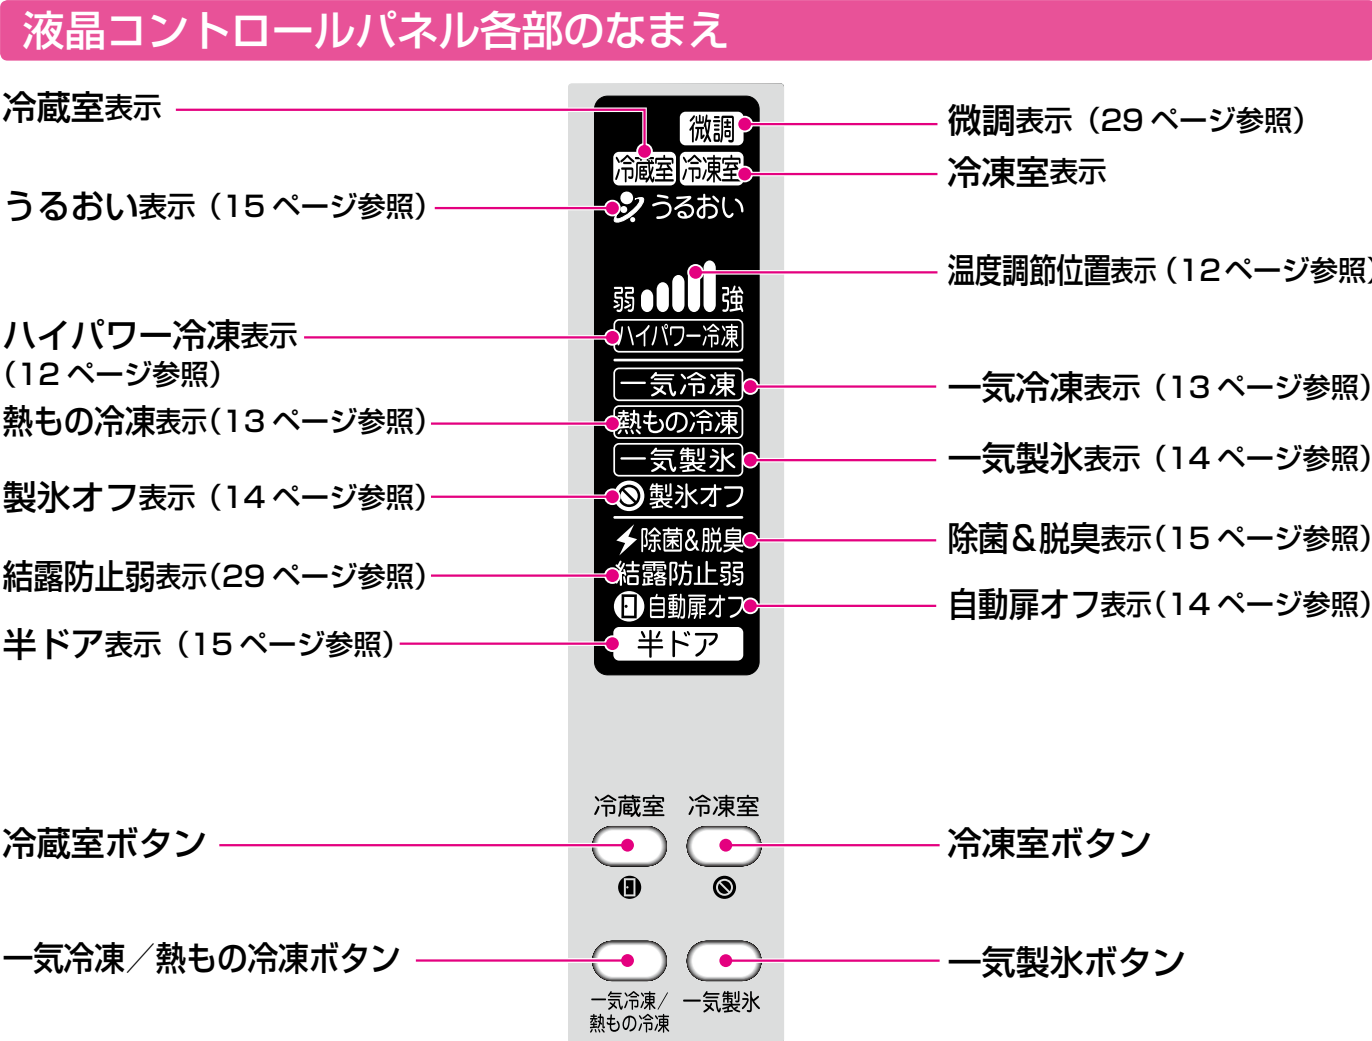 液晶コントロールパネル各部のなまえ
冷蔵室表示
うるおい表示（15 ページ参照）
ハイパワー冷凍表示
（12 ページ参照）
熱もの冷凍表示（13 ページ参照）
製氷オフ表示（14 ページ参照）
結露防止弱表示（29 ページ参照）
半ドア表示（15 ページ参照）
冷蔵室ボタン
一気冷凍／熱もの冷凍ボタン
微調
冷蔵室 冷凍室
うるおい
弱 強
ハイパワー冷凍
一気冷凍
熱もの冷凍
一気製氷
製氷オフ
除菌&脱臭
結露防止弱
自動扉オフ
半ドア
冷蔵室 冷凍室
一気冷凍／
熱もの冷凍
一気製氷
微調表示（29 ページ参照）
冷凍室表示
温度調節位置表示（12ページ参照）
一気冷凍表示（13 ページ参照）
一気製氷表示（14 ページ参照）
除菌＆脱臭表示（15 ページ参照）
自動扉オフ表示（14 ページ参照）
冷凍室ボタン
一気製氷ボタン